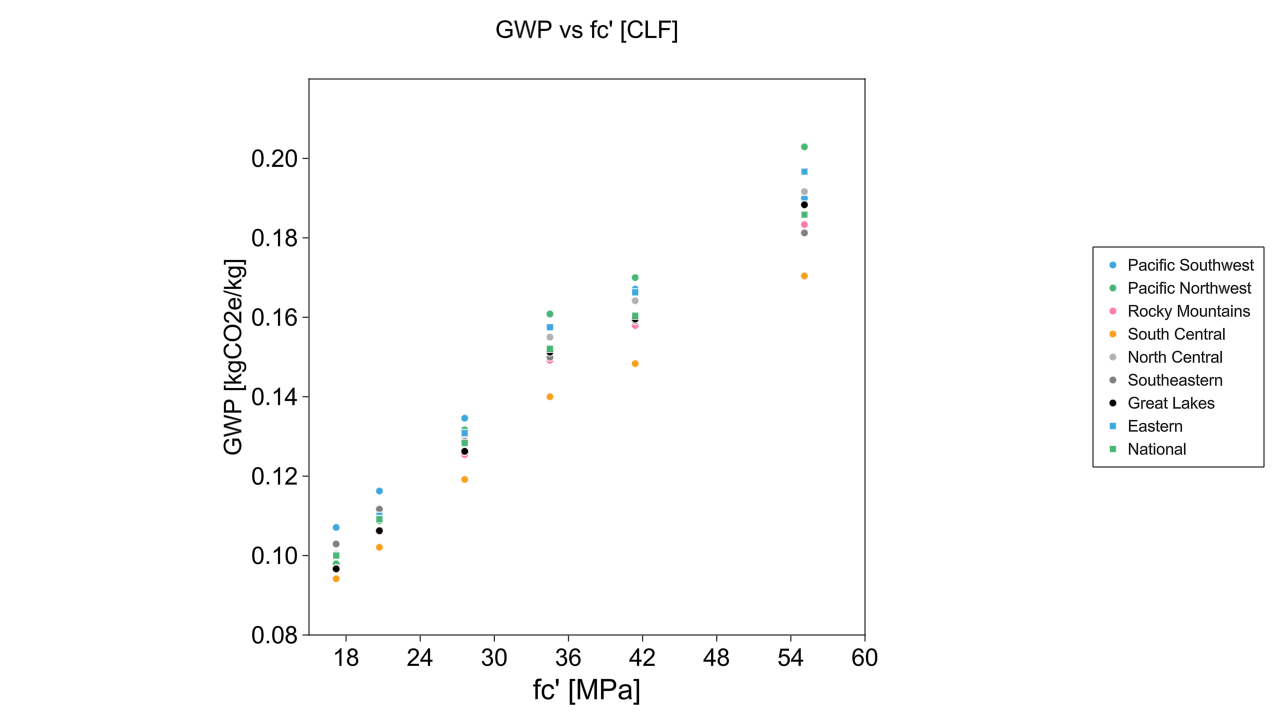 GWP vs fc' [CLF]
0.20
0.18
0.16
0.14
0.12
0.10
0.08
GWP [kgCO2e/kg]
18 24 30 36 42 48 54 60
fc' [MPa]
Pacific Southwest
Pacific Northwest
Rocky Mountains
South Central
North Central
Southeastern
Great Lakes
Eastern
National